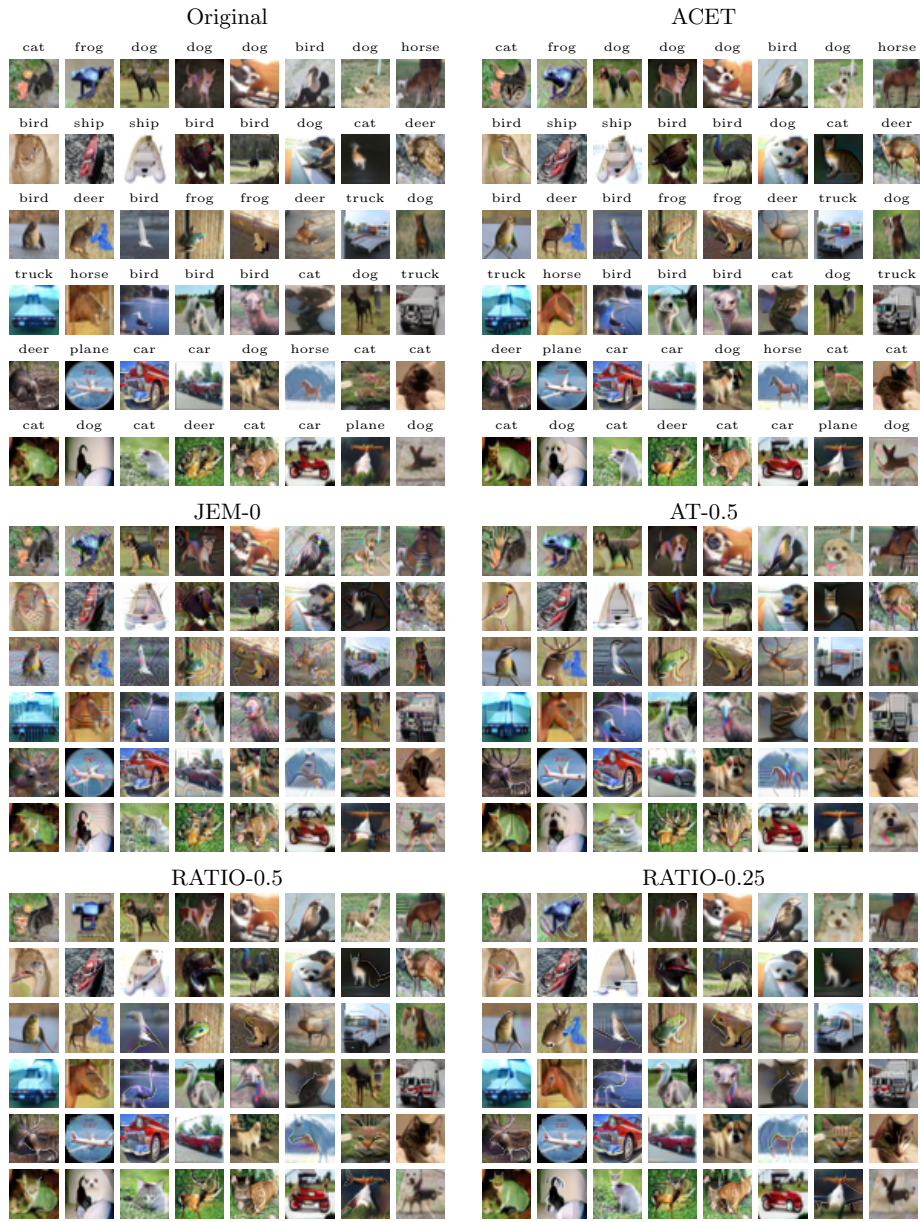 Original
cat frog dog dog dog bird dog horse
bird ship ship bird bird dog cat deer
bird deer bird frog frog deer truck dog
truck horse bird bird bird cat dog truck
deer plane car car dog horse cat cat
cat dog cat deer cat car plane dog
ACET
cat frog dog dog dog bird dog horse
bird ship ship bird bird dog cat deer
bird deer bird frog frog deer truck dog
truck horse bird bird bird cat dog truck
deer plane car car dog horse cat cat
cat dog cat deer cat car plane dog
JEM-0
AT-0.5
RATIO-0.5
RATIO-0.25